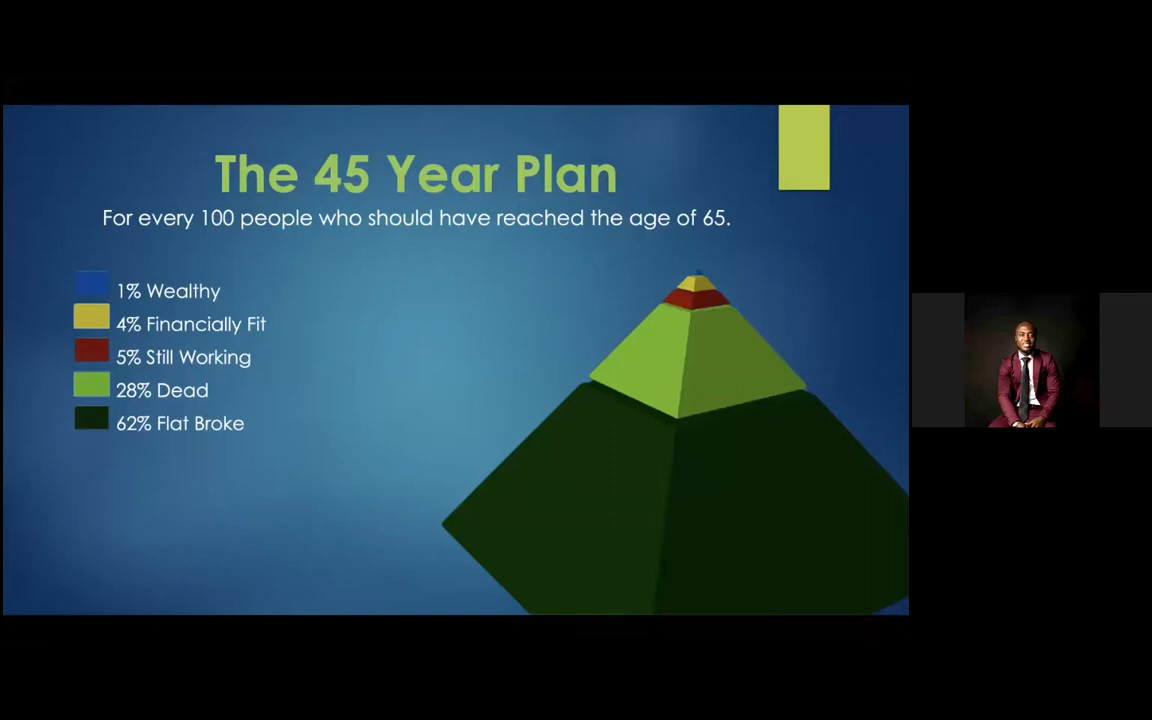 The 45 Year Plan
For every 100 people who should have reached the age of 65.
1% Wealthy
4% Financially Fit
5% Still Working
28% Dead
62% Flat Broke